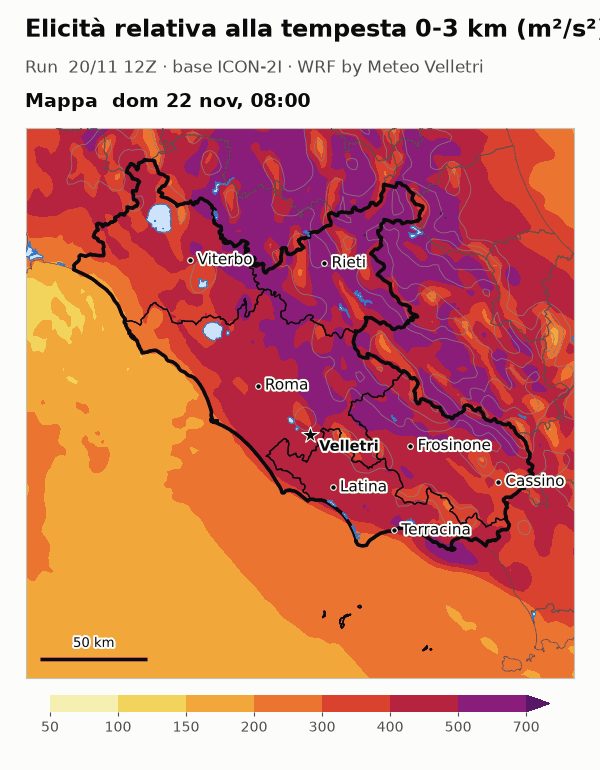 Elicità relativa alla tempesta 0-3 km (m²/s²)
Run 20/11 12Z · base ICON-2I · WRF by Meteo Velletri
Mappa dom 22 nov, 08:00
Viterbo
Rieti
Roma
Velletri
Frosinone
Cassino
Latina
Terracina
50 km
50 100 150 200 300 400 500 700